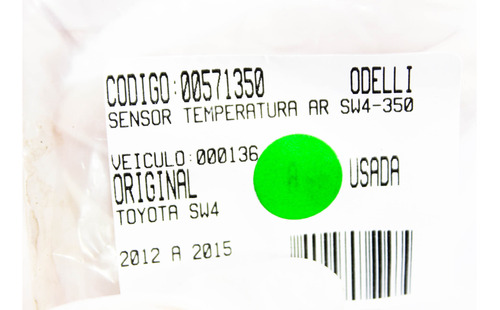 CODIGO:00571350 ODELLI
SENSOR TEMPERATURA AR SW4-350
VEICULO:000136
ORIGINAL A USADA
TOYOTA SW4
2012 A 2015